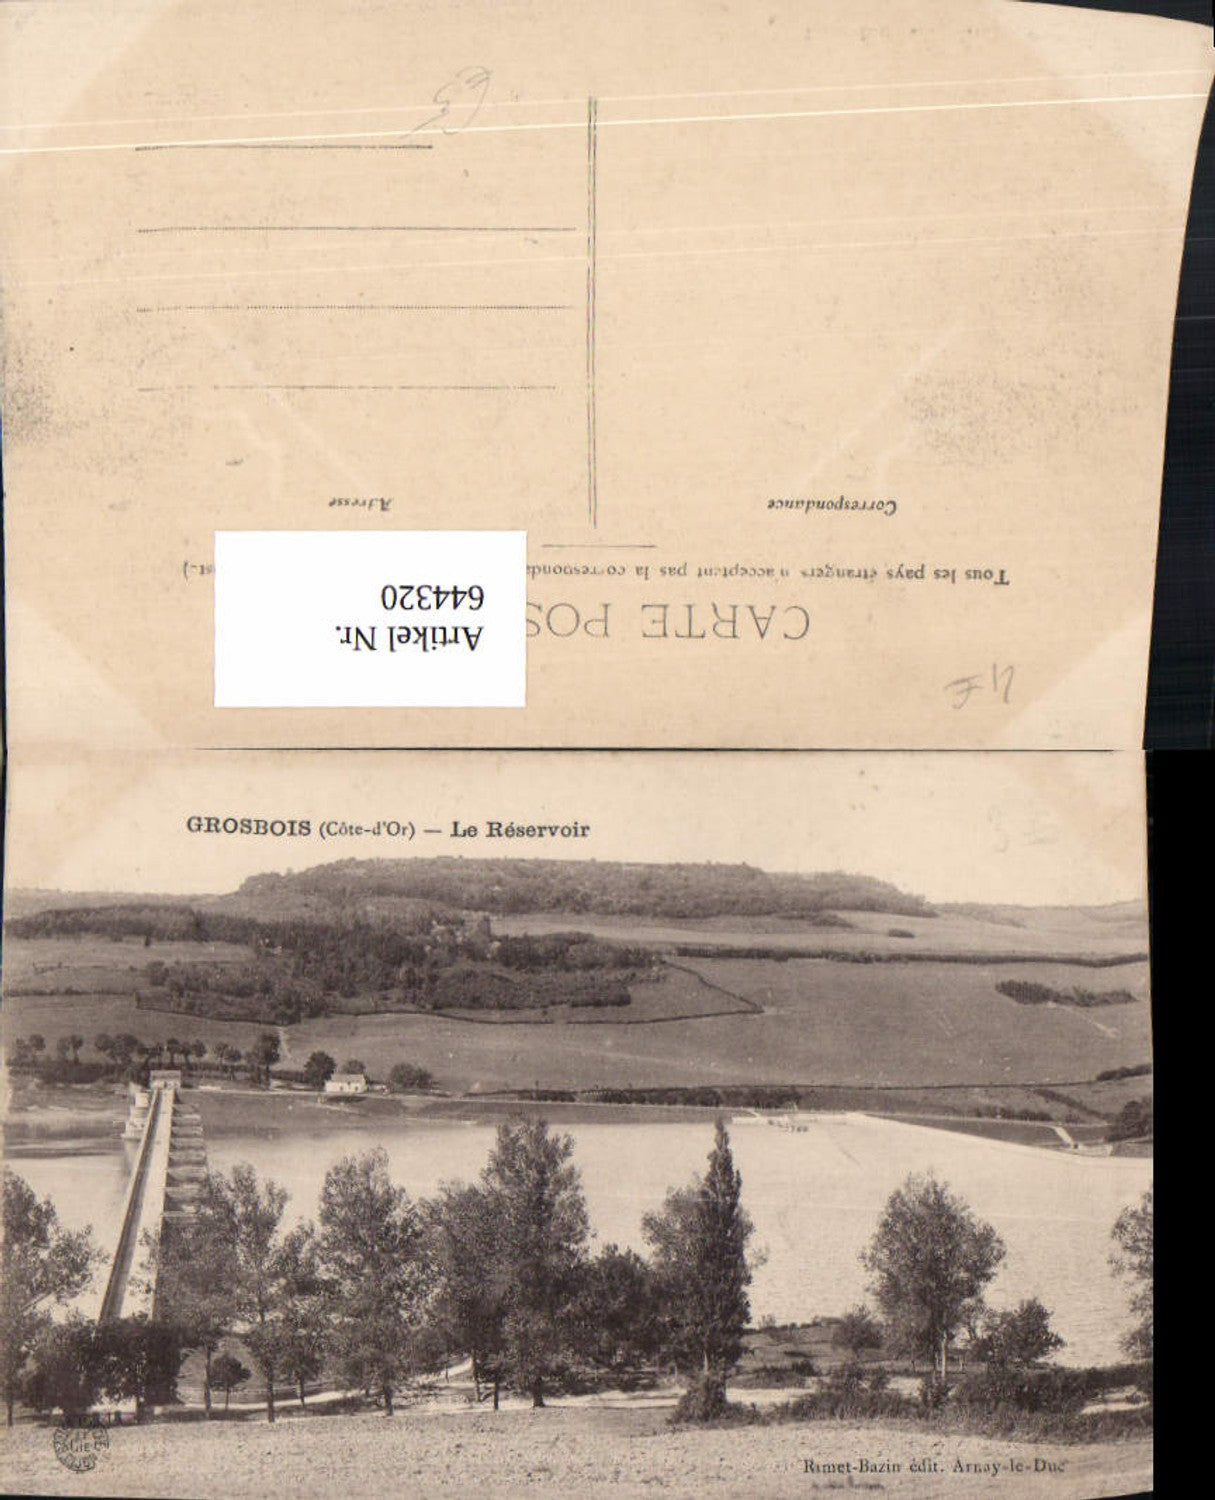 CARTE POS
Tous les pays étrangers n'acceptent pas la corresponda
Correspondance
Adresse
Artikel Nr.
644320
GROSBOIS (Côte-d'Or) — Le Réservoir
Rimet-Bazin édit. Arnay-le-Duc